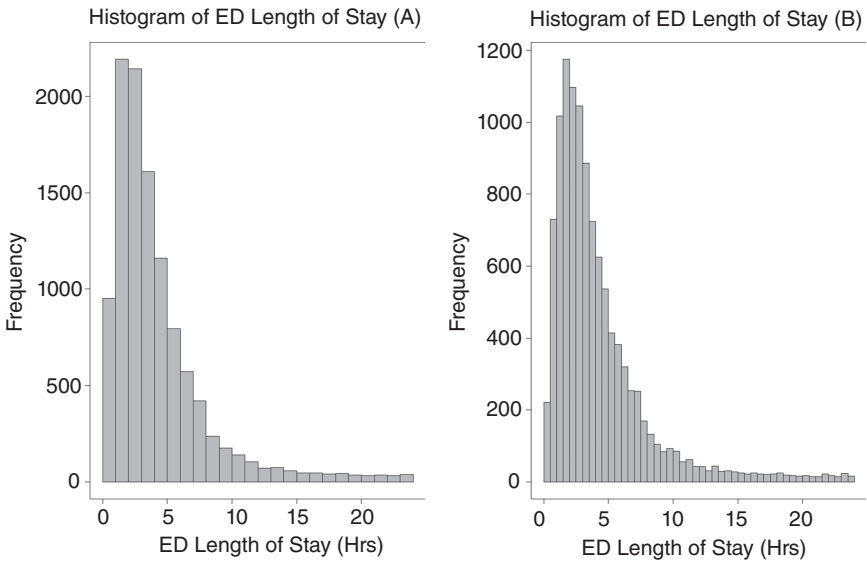 Histogram of ED Length of Stay (A)
Frequency
2000
1500
1000
500
0
0 5 10 15 20
ED Length of Stay (Hrs)
Histogram of ED Length of Stay (B)
Frequency
1200
1000
800
600
400
200
0
0 5 10 15 20
ED Length of Stay (Hrs)